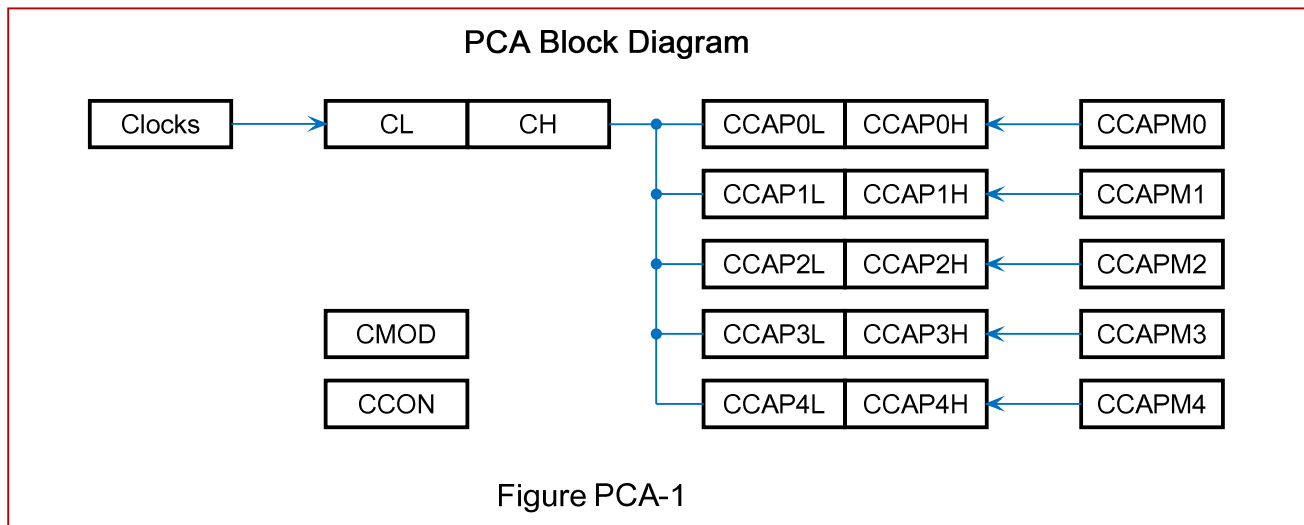 PCA Block Diagram
Clocks CL CH CCAP0L CCAP0H CCAPM0
CCAP1L CCAP1H CCAPM1
CCAP2L CCAP2H CCAPM2
CMOD CCAP3L CCAP3H CCAPM3
CCON CCAP4L CCAP4H CCAPM4
Figure PCA-1